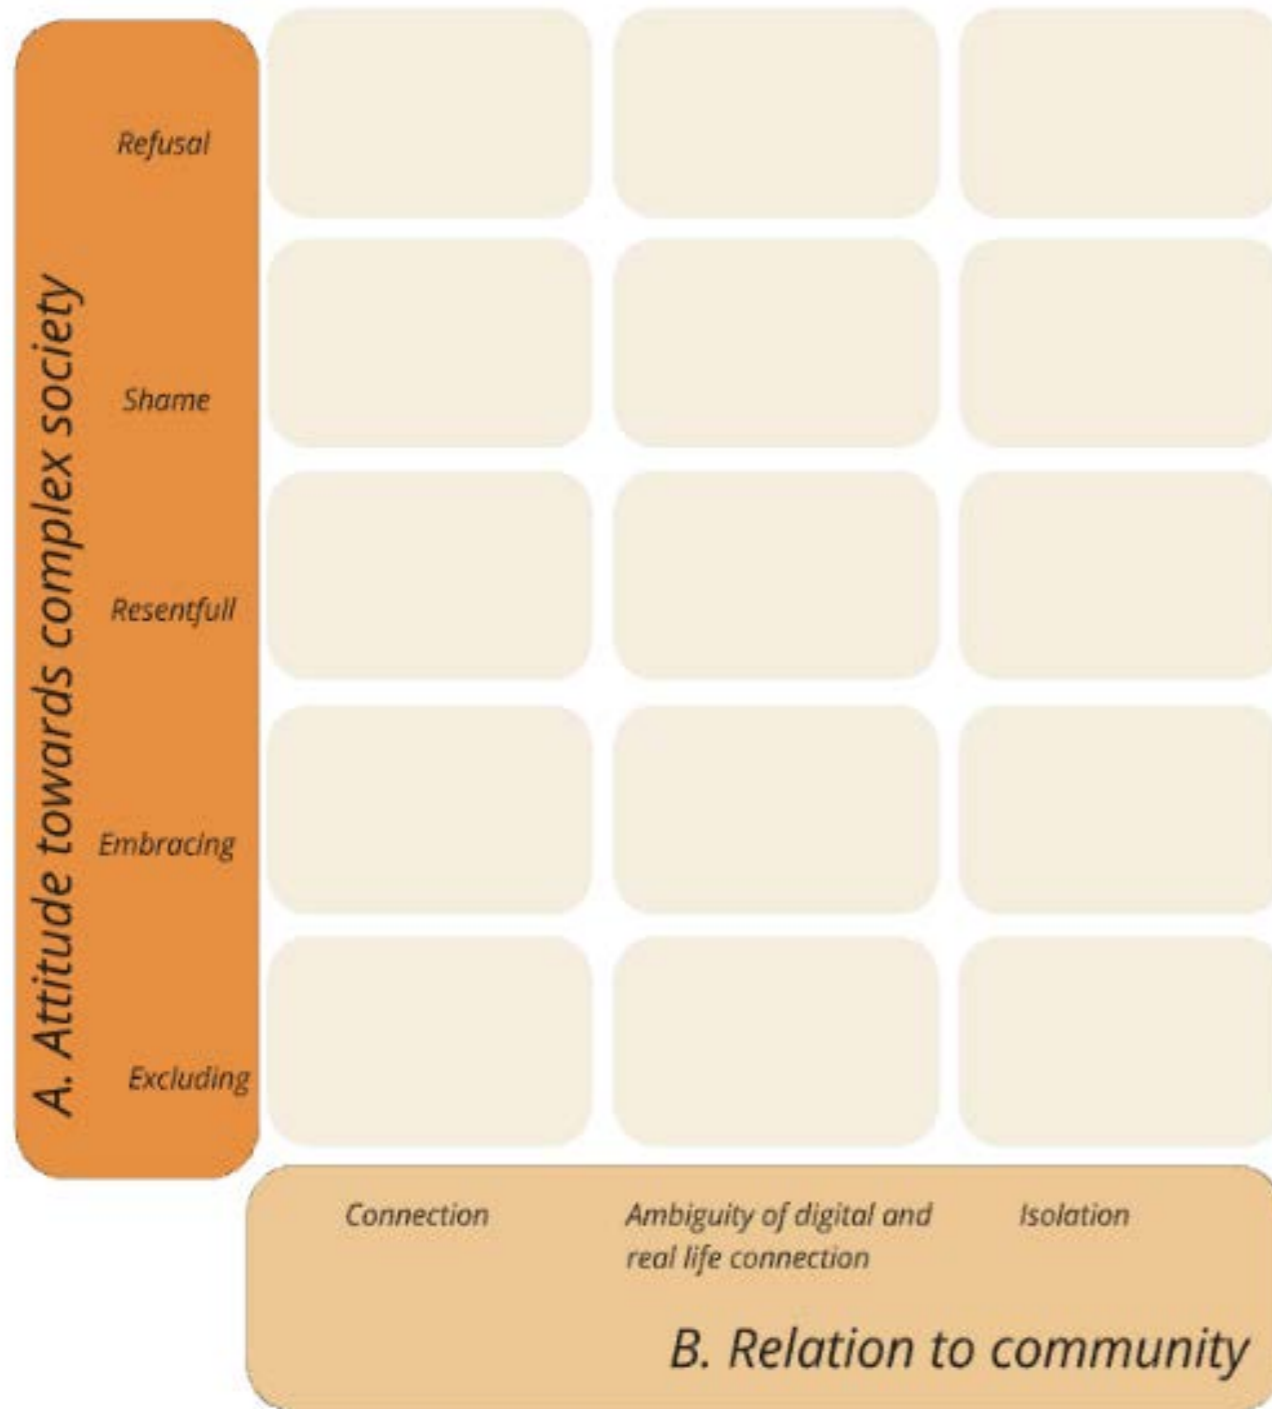 A. Attitude towards complex society
Refusal
Shame
Resentfull
Embracing
Excluding
Connection
Ambiguity of digital and
real life connection
Isolation
B. Relation to community